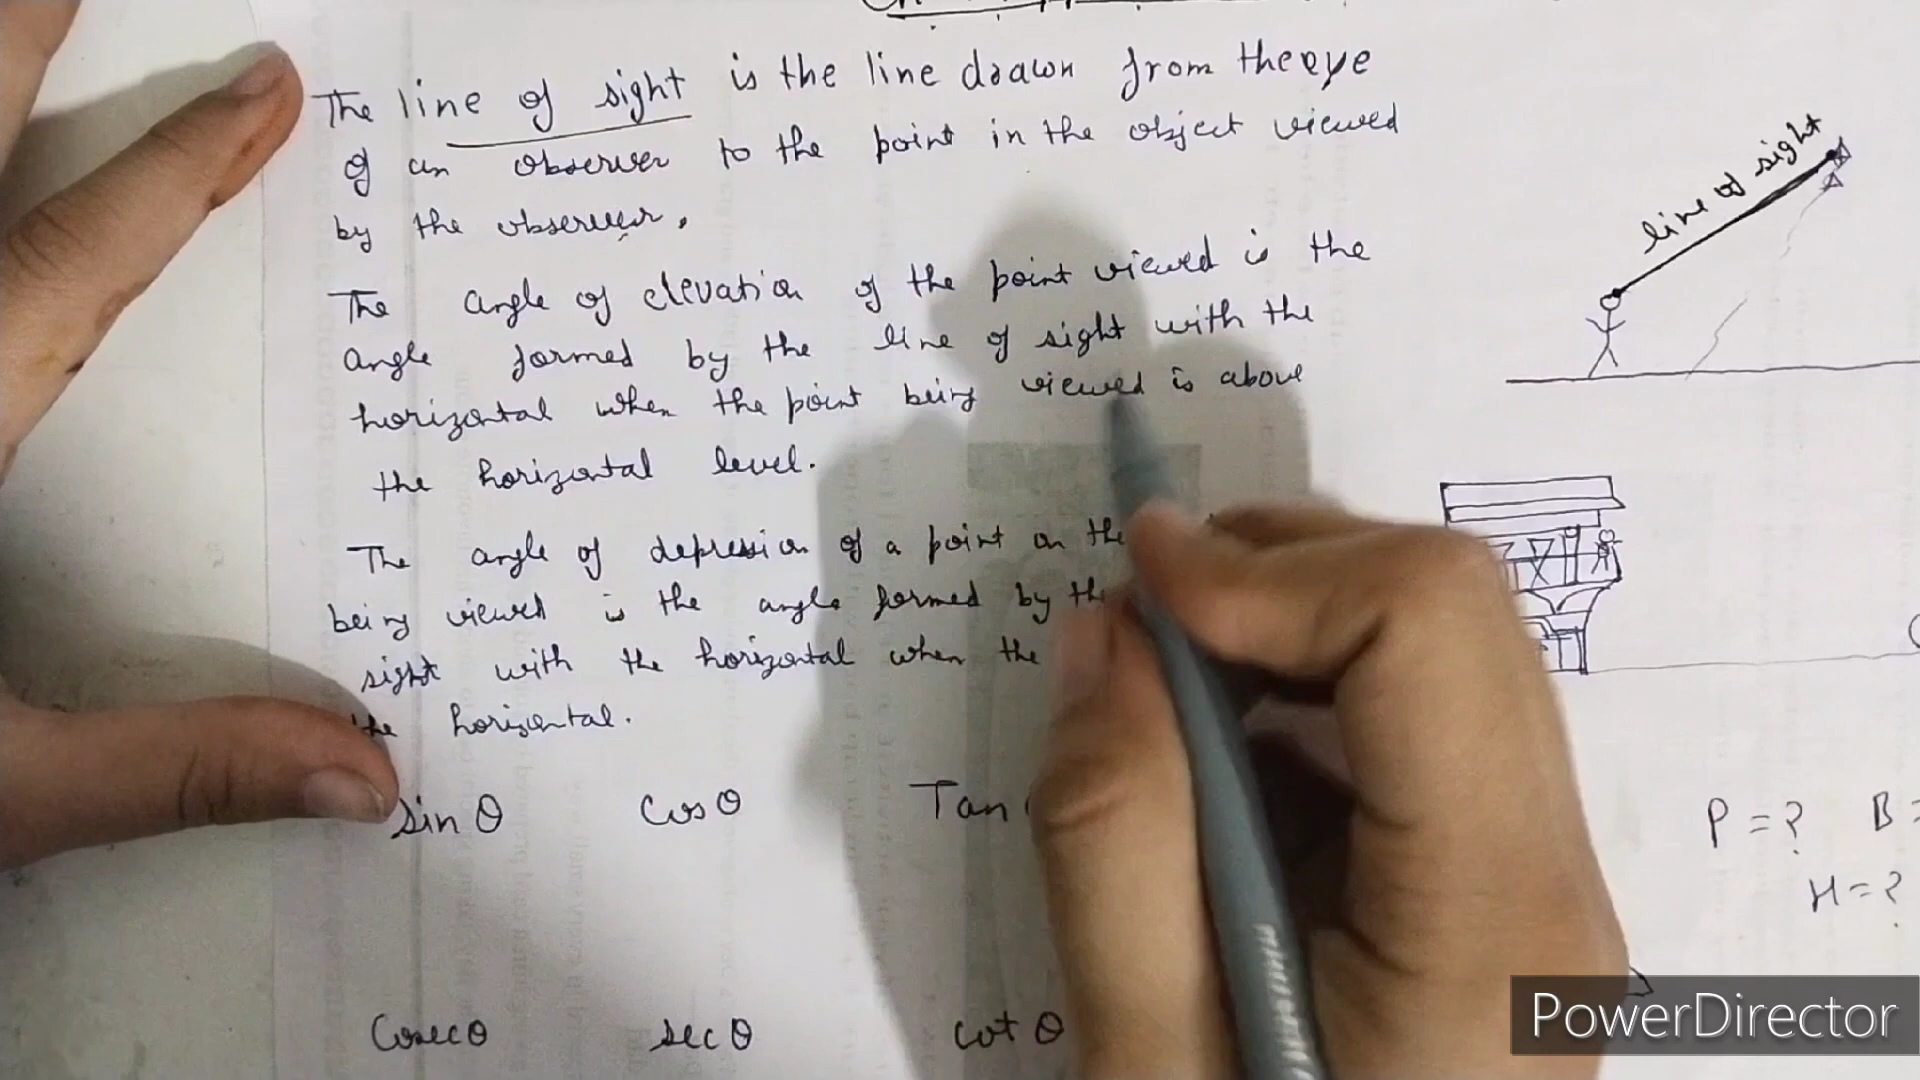 The line of sight is the line drawn from the eye
of an observer to the point in the object viewed
by the observer.
The angle of elevation of the point viewed is the
angle formed by the line of sight with the
horizontal when the point being viewed is above
the horizontal level.
The angle of depression of a point on the
being viewed is the angle formed by the
sight with the horizontal when the
the horizontal.
sin θ cos θ Tan
Cosec θ sec θ cot θ
line of sight
P = ? B =
H = ?
PowerDirector